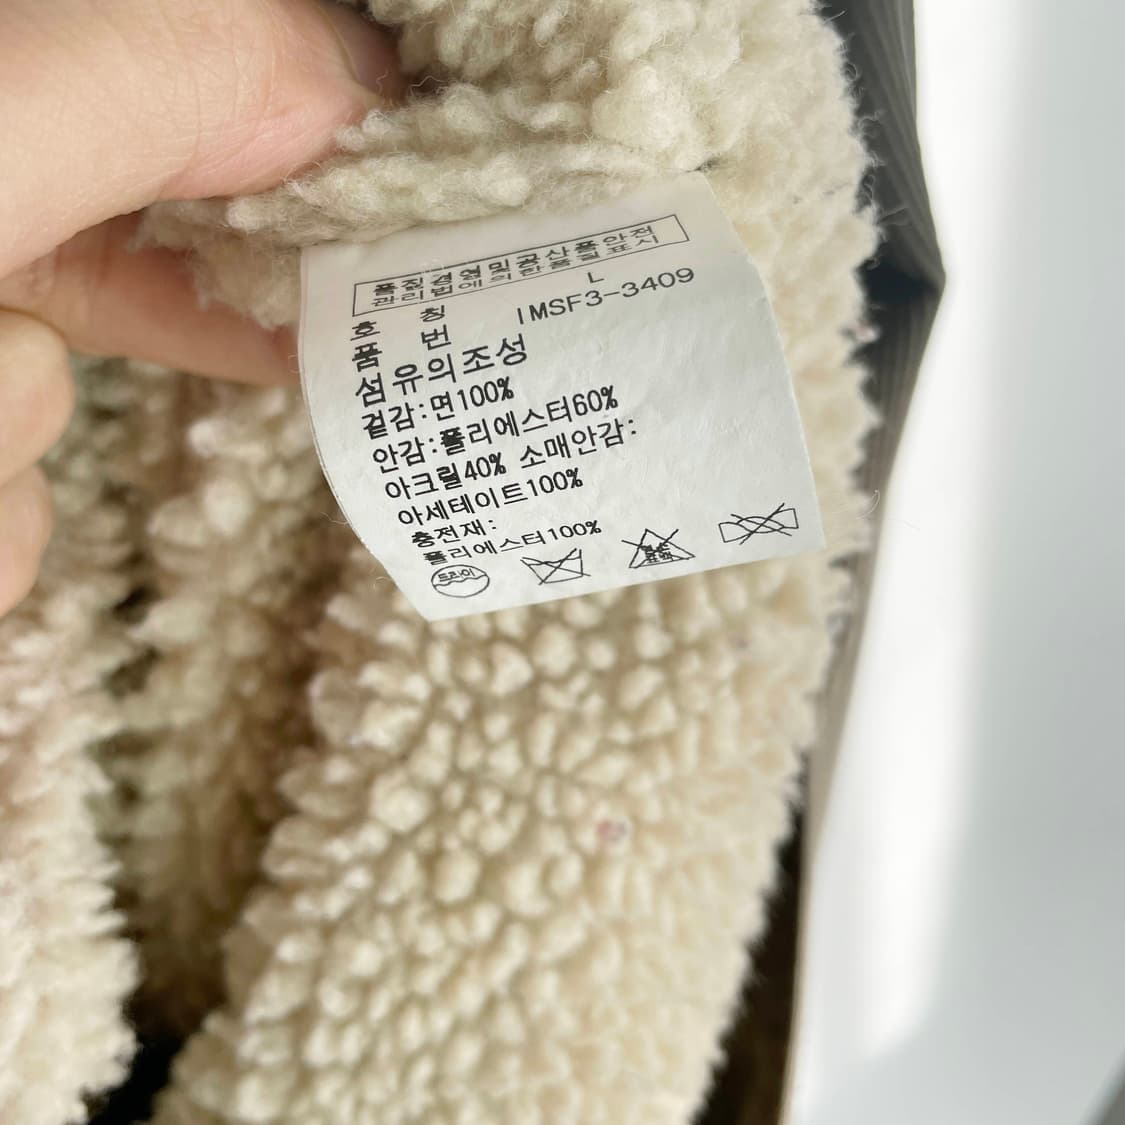 품질경영및공산품안전
관리법에의한품질표시
호 칭 L
품 번 IMSF3-3409
섬유의조성
겉감:면100%
안감:폴리에스터60%
아크릴40% 소매안감:
아세테이트100%
충전재:
폴리에스터100%
드라이